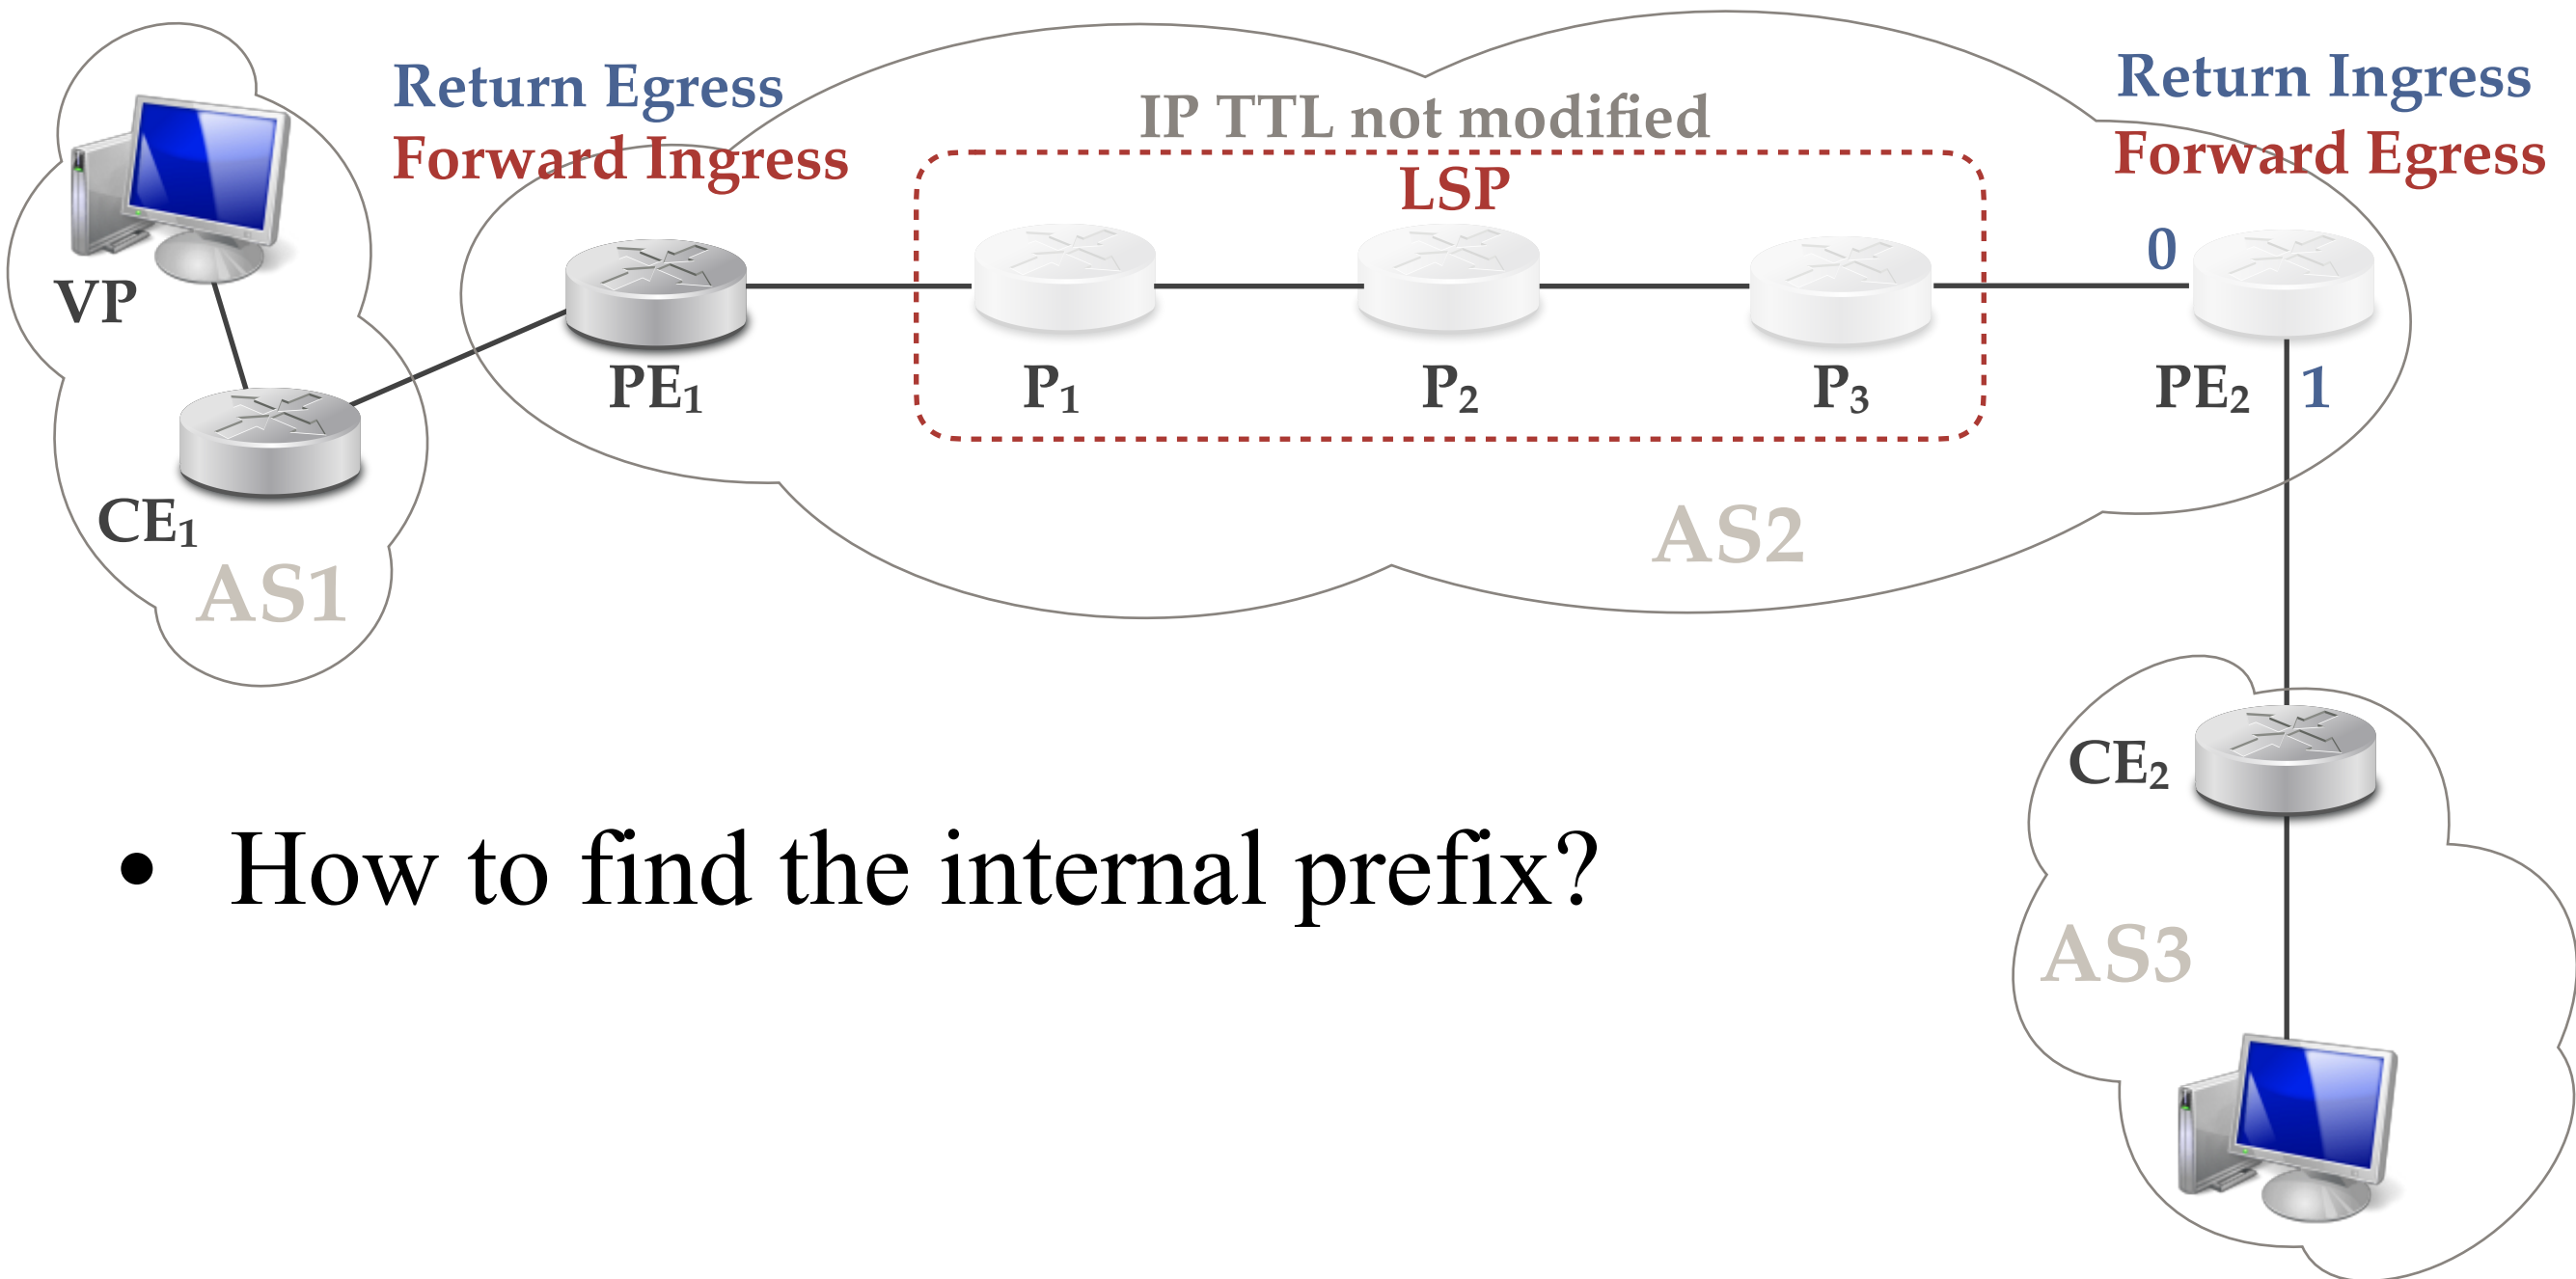 Return Egress
Forward Ingress
IP TTL not modified
LSP
Return Ingress
Forward Egress
0
VP
PE₁
P₁
P₂
P₃
PE₂
1
CE₁
AS1
AS2
CE₂
• How to find the internal prefix?
AS3